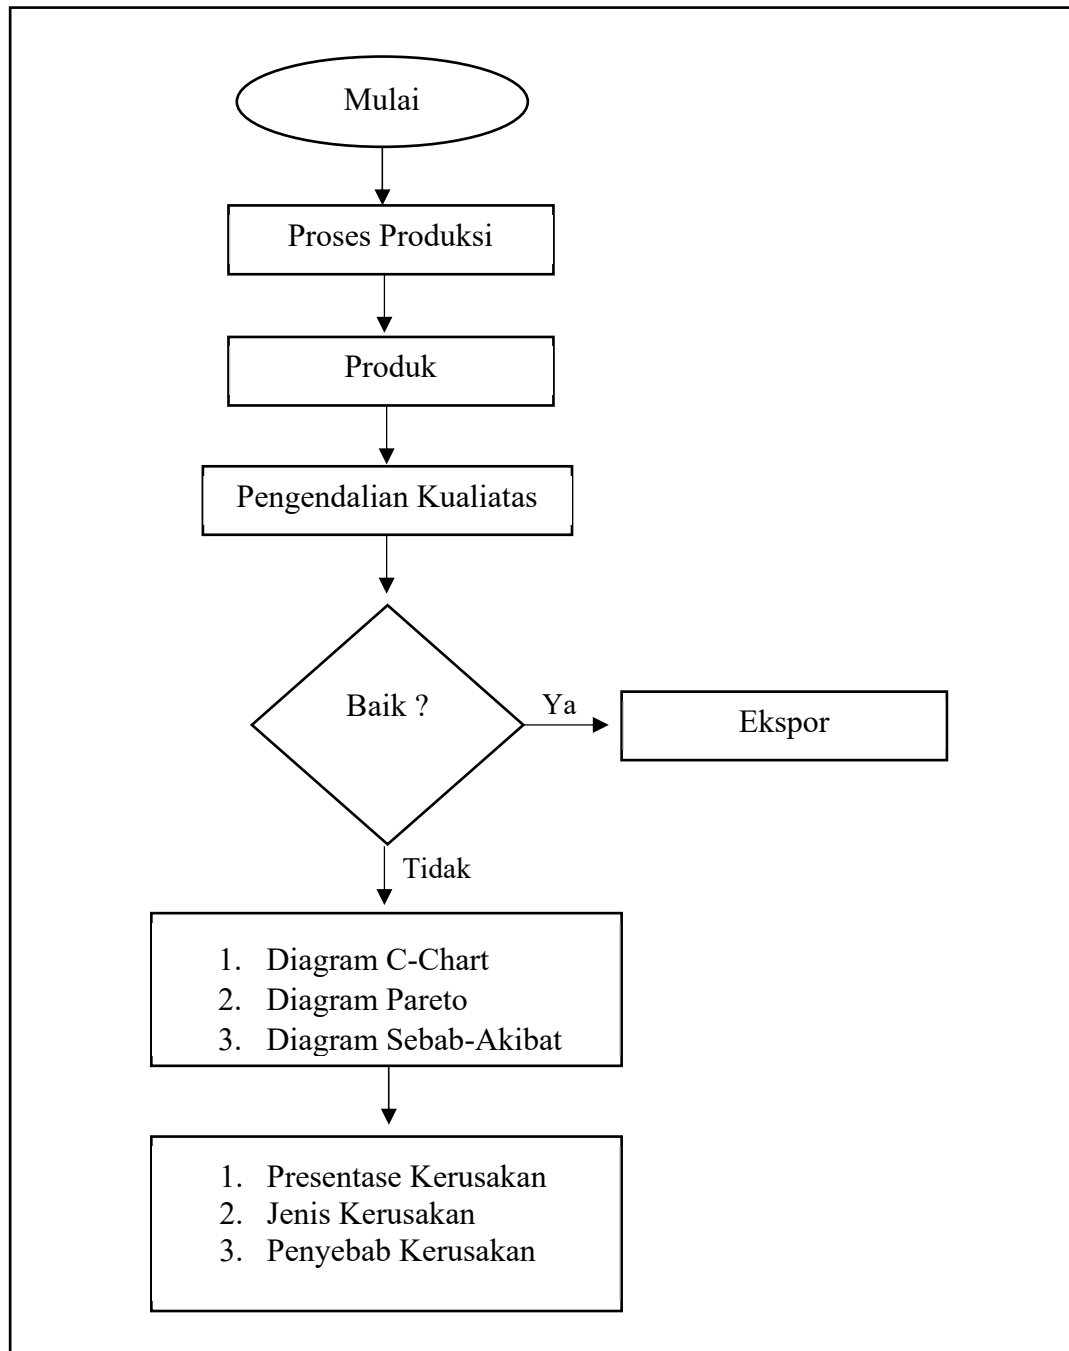 Mulai
Proses Produksi
Produk
Pengendalian Kualiatas
Baik ?
Ya
Ekspor
Tidak
1. Diagram C-Chart
2. Diagram Pareto
3. Diagram Sebab-Akibat
1. Presentase Kerusakan
2. Jenis Kerusakan
3. Penyebab Kerusakan